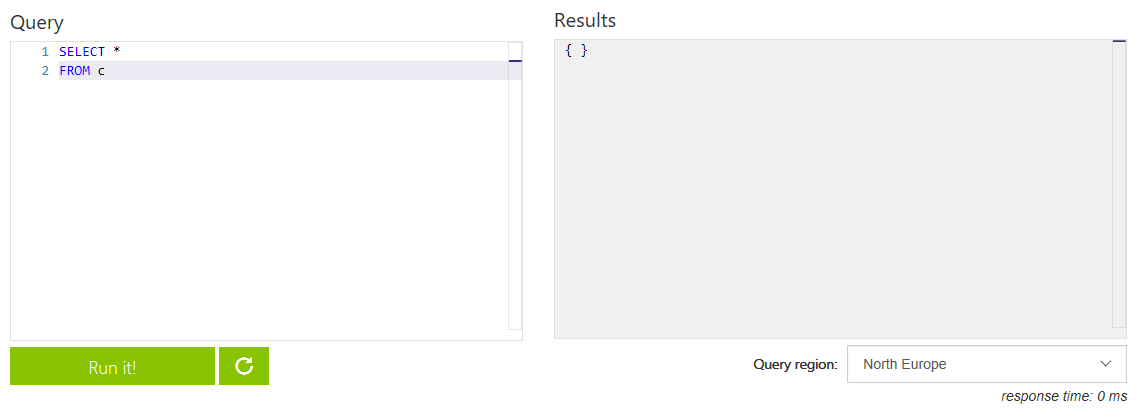 Query
1 SELECT *
2 FROM c
Run it!
Results
{ }
Query region: North Europe
response time: 0 ms